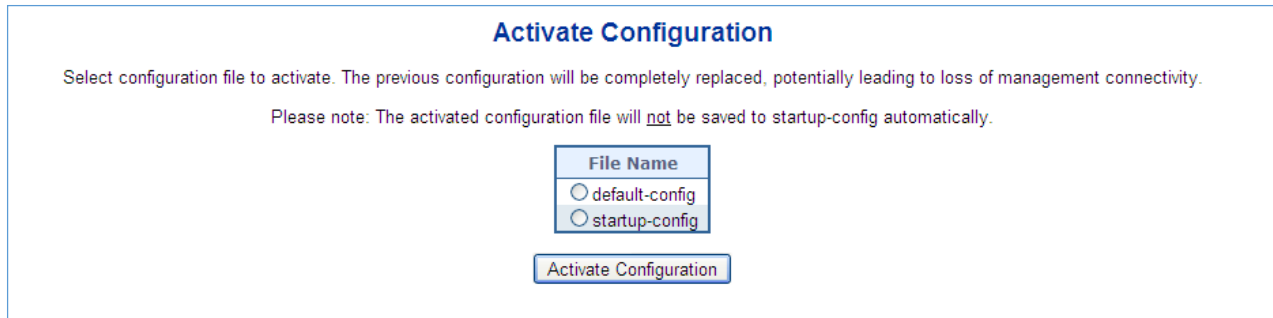 Activate Configuration
Select configuration file to activate. The previous configuration will be completely replaced, potentially leading to loss of management connectivity.
Please note: The activated configuration file will not be saved to startup-config automatically.
File Name
default-config
startup-config
Activate Configuration